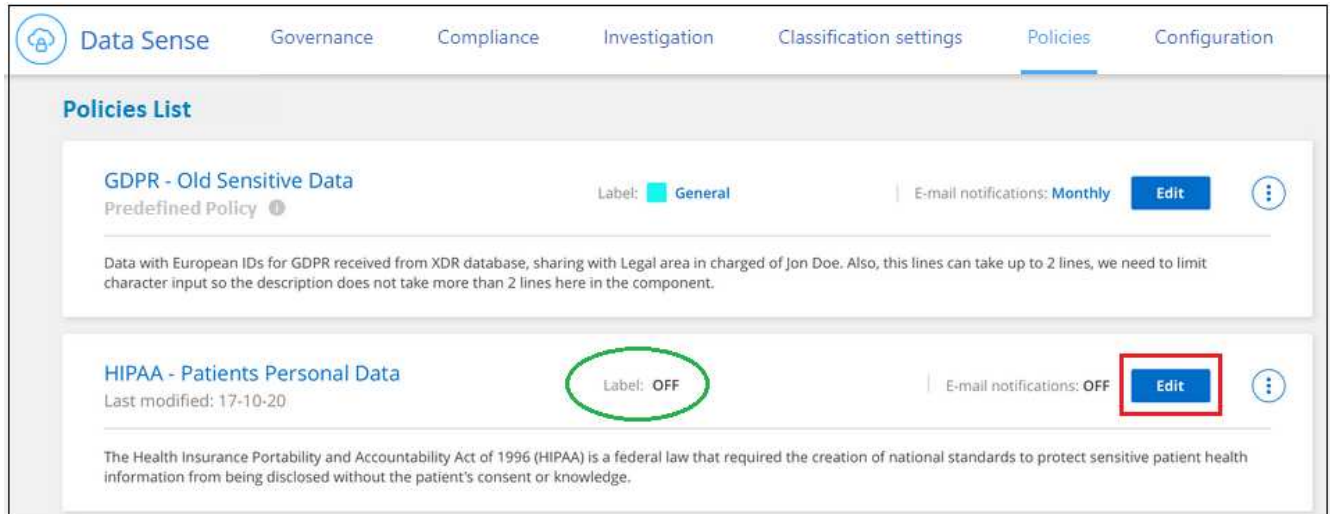 Data Sense Governance Compliance Investigation Classification settings Policies Configuration
Policies List
GDPR - Old Sensitive Data
Predefined Policy
Label: General
E-mail notifications: Monthly
Edit
Data with European IDs for GDPR received from XDR database, sharing with Legal area in charged of Jon Doe. Also, this lines can take up to 2 lines, we need to limit
character input so the description does not take more than 2 lines here in the component.
HIPAA - Patients Personal Data
Last modified: 17-10-20
Label: OFF
E-mail notifications: OFF
Edit
The Health Insurance Portability and Accountability Act of 1996 (HIPAA) is a federal law that required the creation of national standards to protect sensitive patient health
information from being disclosed without the patient's consent or knowledge.